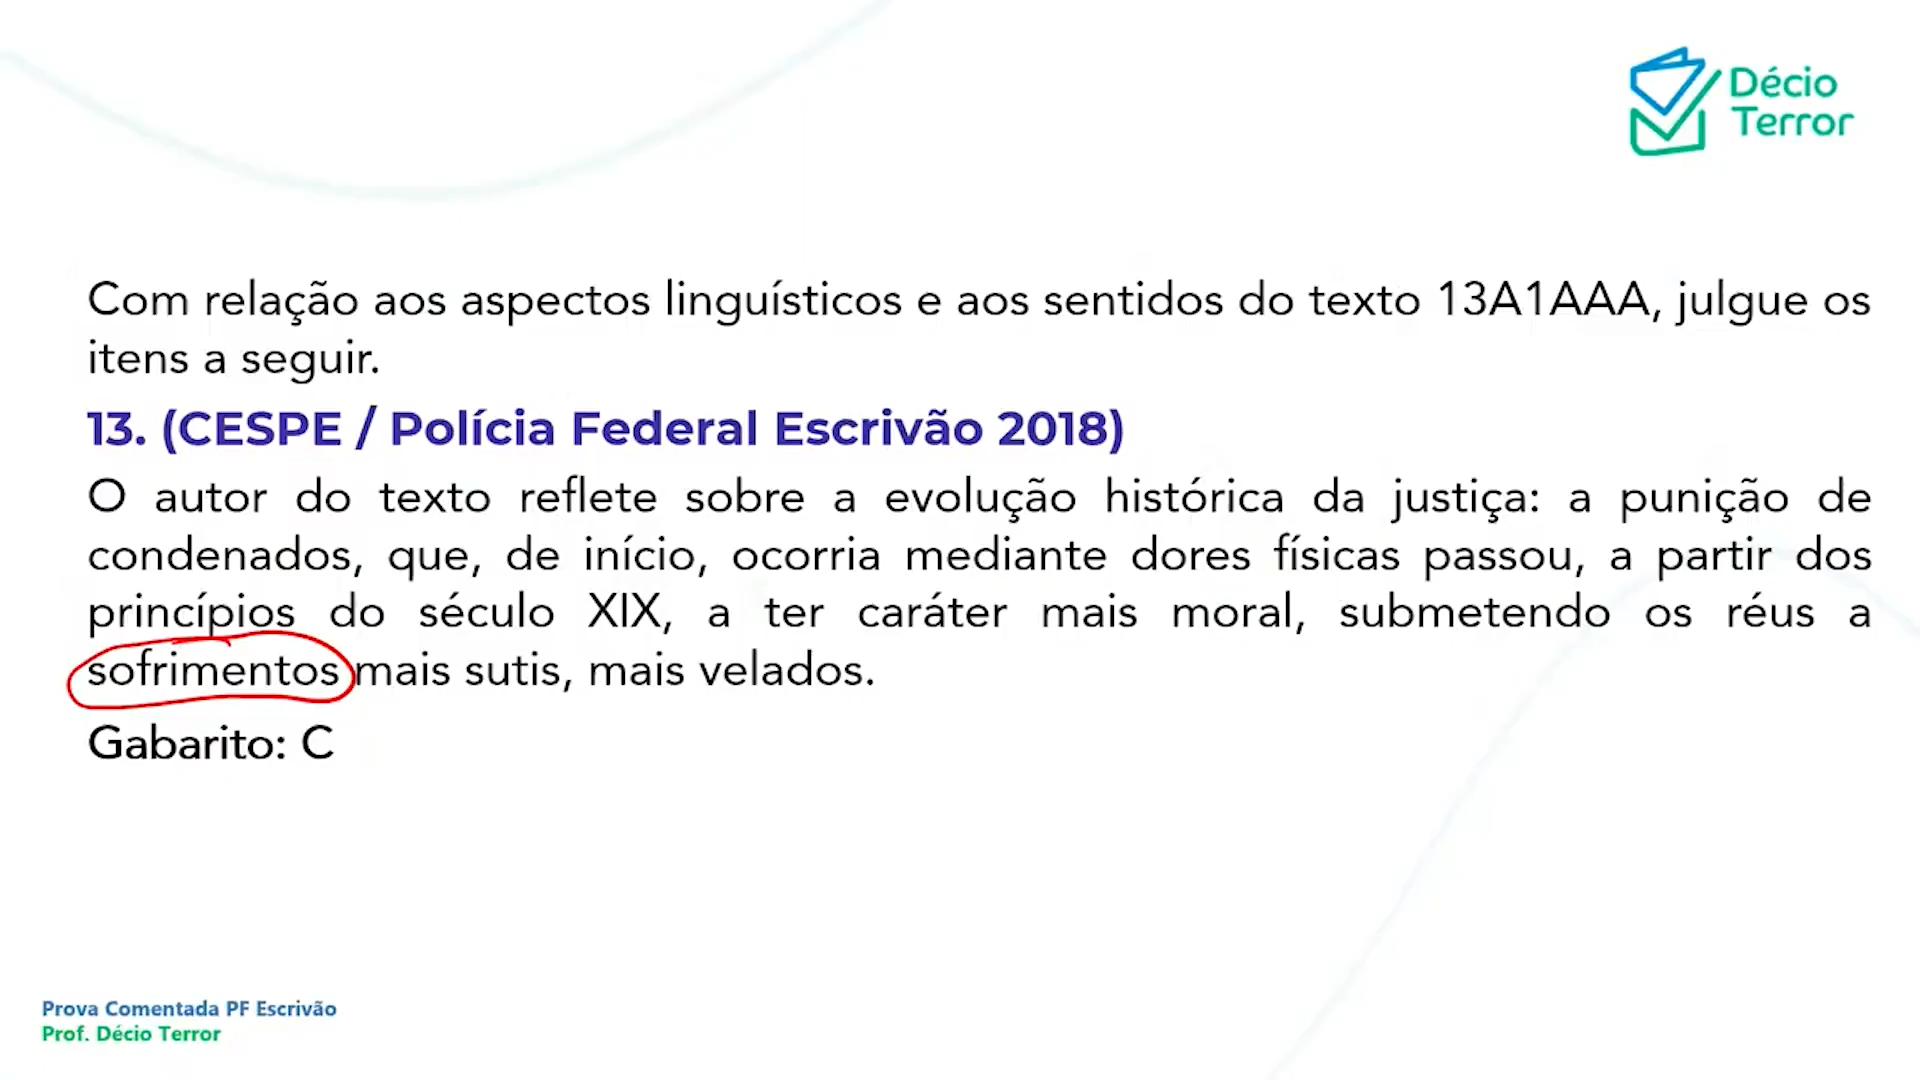 Décio
Terror
Com relação aos aspectos linguísticos e aos sentidos do texto 13A1AAA, julgue os
itens a seguir.
13. (CESPE / Polícia Federal Escrivão 2018)
O autor do texto reflete sobre a evolução histórica da justiça: a punição de
condenados, que, de início, ocorria mediante dores físicas passou, a partir dos
princípios do século XIX, a ter caráter mais moral, submetendo os réus a
sofrimentos mais sutis, mais velados.
Gabarito: C
Prova Comentada PF Escrivão
Prof. Décio Terror